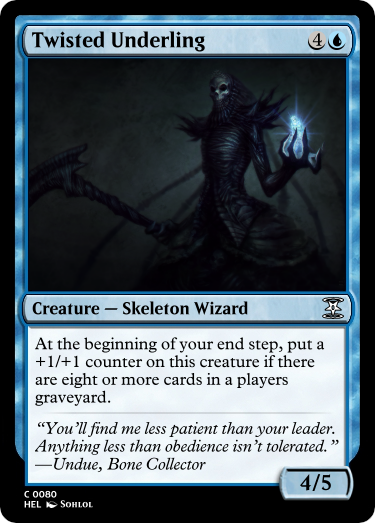 Twisted Underling 4
Creature — Skeleton Wizard
At the beginning of your end step, put a
+1/+1 counter on this creature if there
are eight or more cards in a players
graveyard.
“You’ll find me less patient than your leader.
Anything less than obedience isn’t tolerated.”
—Undue, Bone Collector
4/5
C 0080
HEL Sohlol